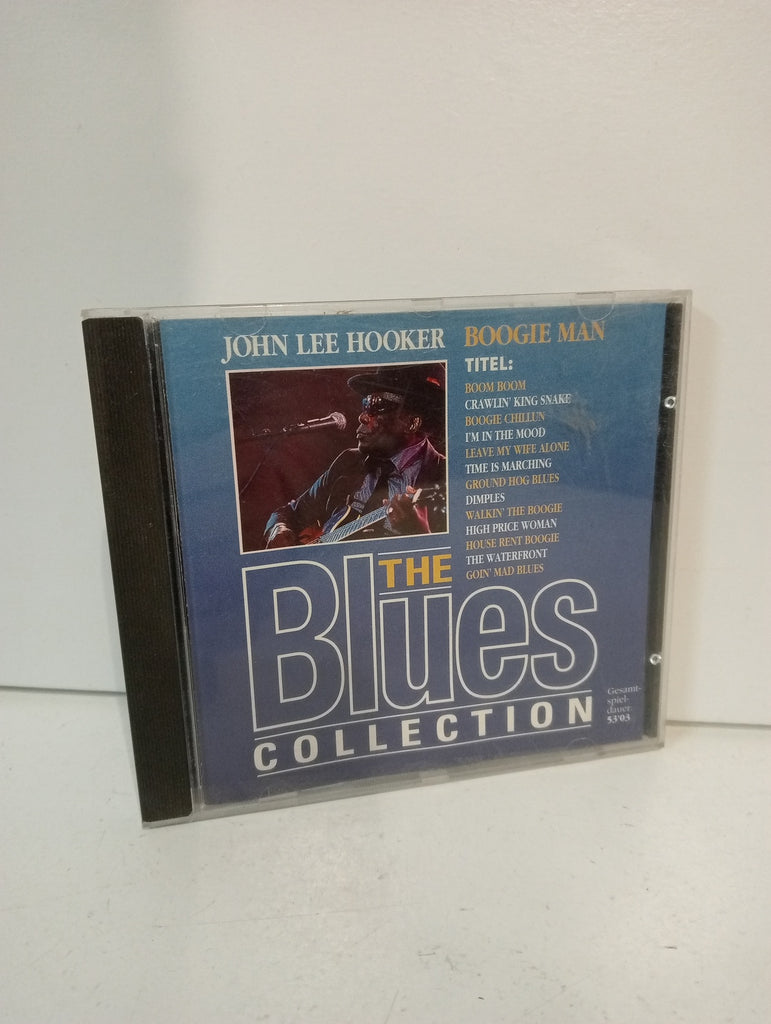 JOHN LEE HOOKER
BOOGIE MAN
TITEL:
BOOM BOOM
CRAWLIN' KING SNAKE
BOOGIE CHILLUN
I'M IN THE MOOD
LEAVE MY WIFE ALONE
TIME IS MARCHING
GROUND HOG BLUES
DIMPLES
WALKIN' THE BOOGIE
HIGH PRICE WOMAN
HOUSE RENT BOOGIE
THE WATERFRONT
GOIN' MAD BLUES
THE
Blues
COLLECTION
Gesamt-
spiel-
dauer
53'03